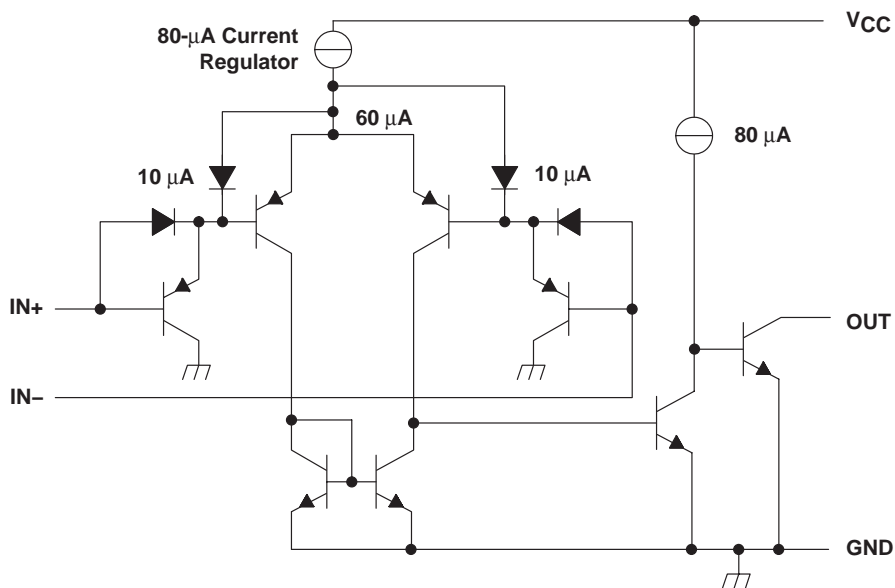 80-μA Current
Regulator
VCC
60 μA
80 μA
10 μA
10 μA
IN+
OUT
IN−
GND